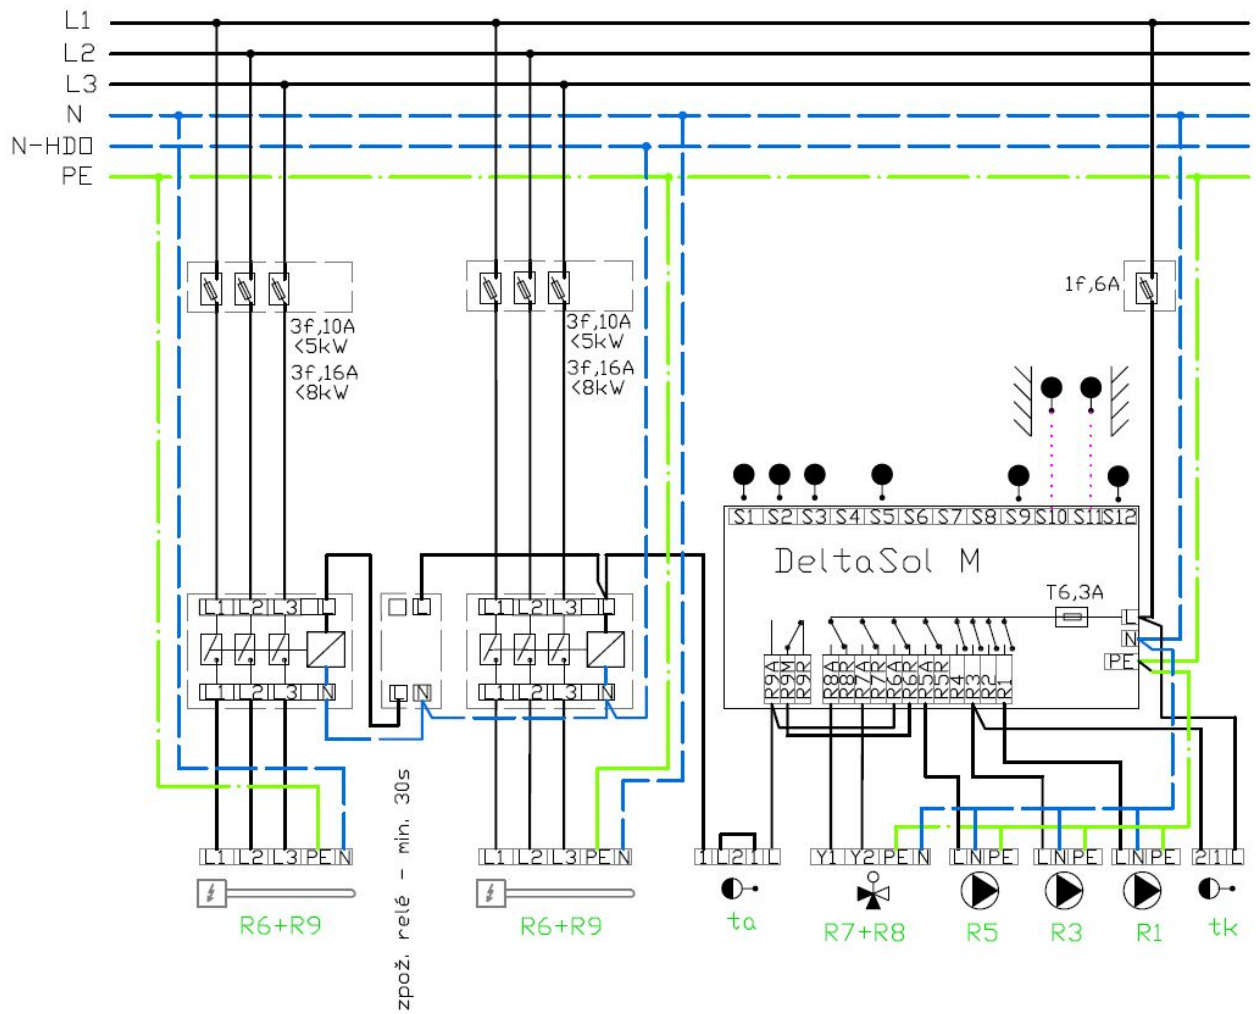 L1
L2
L3
N
N-HDO
PE
3f,10A
<5kW
3f,16A
<8kW
3f,10A
<5kW
3f,16A
<8kW
1f,6A
S1 S2 S3 S4 S5 S6 S7 S8 S9 S10 S11 S12
DeltaSol M
T6,3A
L
N
PE
L1 L2 L3 L
L
L1 L2 L3 L
R9A R9M R9R R8A R8R R7A R7R R6A R6R R5A R5R R4 R3 R2 R1
L1 L2 L3 N
L N
L1 L2 L3 N
zpož. relé - min. 30s
L1 L2 L3 PE N
L1 L2 L3 PE N
1 L 2 1 L
Y1 Y2 PE N
L N PE
L N PE
L N PE
2 1 L
R6+R9
R6+R9
ta
R7+R8
R5
R3
R1
tk